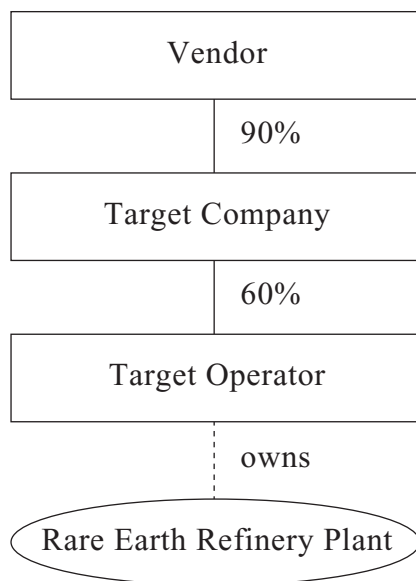 Vendor
90%
Target Company
60%
Target Operator
owns
Rare Earth Refinery Plant